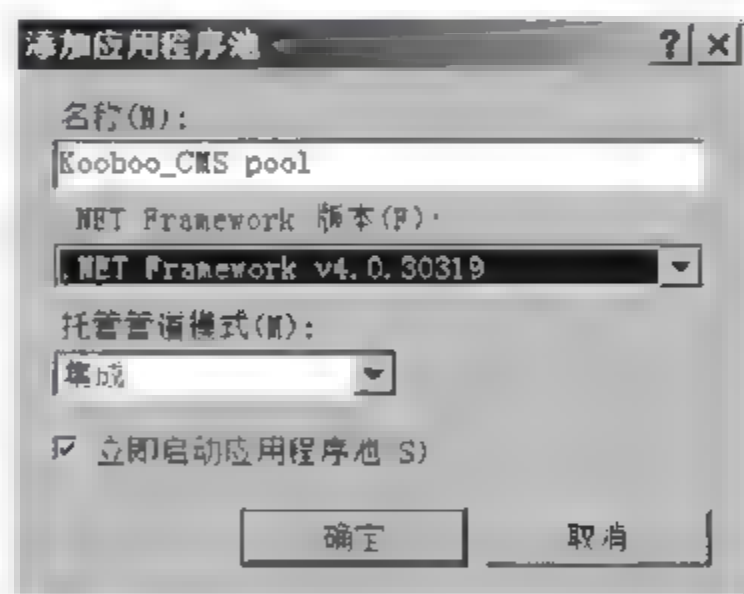 添加应用程序池
名称(N):
Kooboo_CMS pool
NET Framework 版本(F)·
.NET Framework v4.0.30319
托管管道模式(M):
集成
立即启动应用程序池 S)
确定
取消